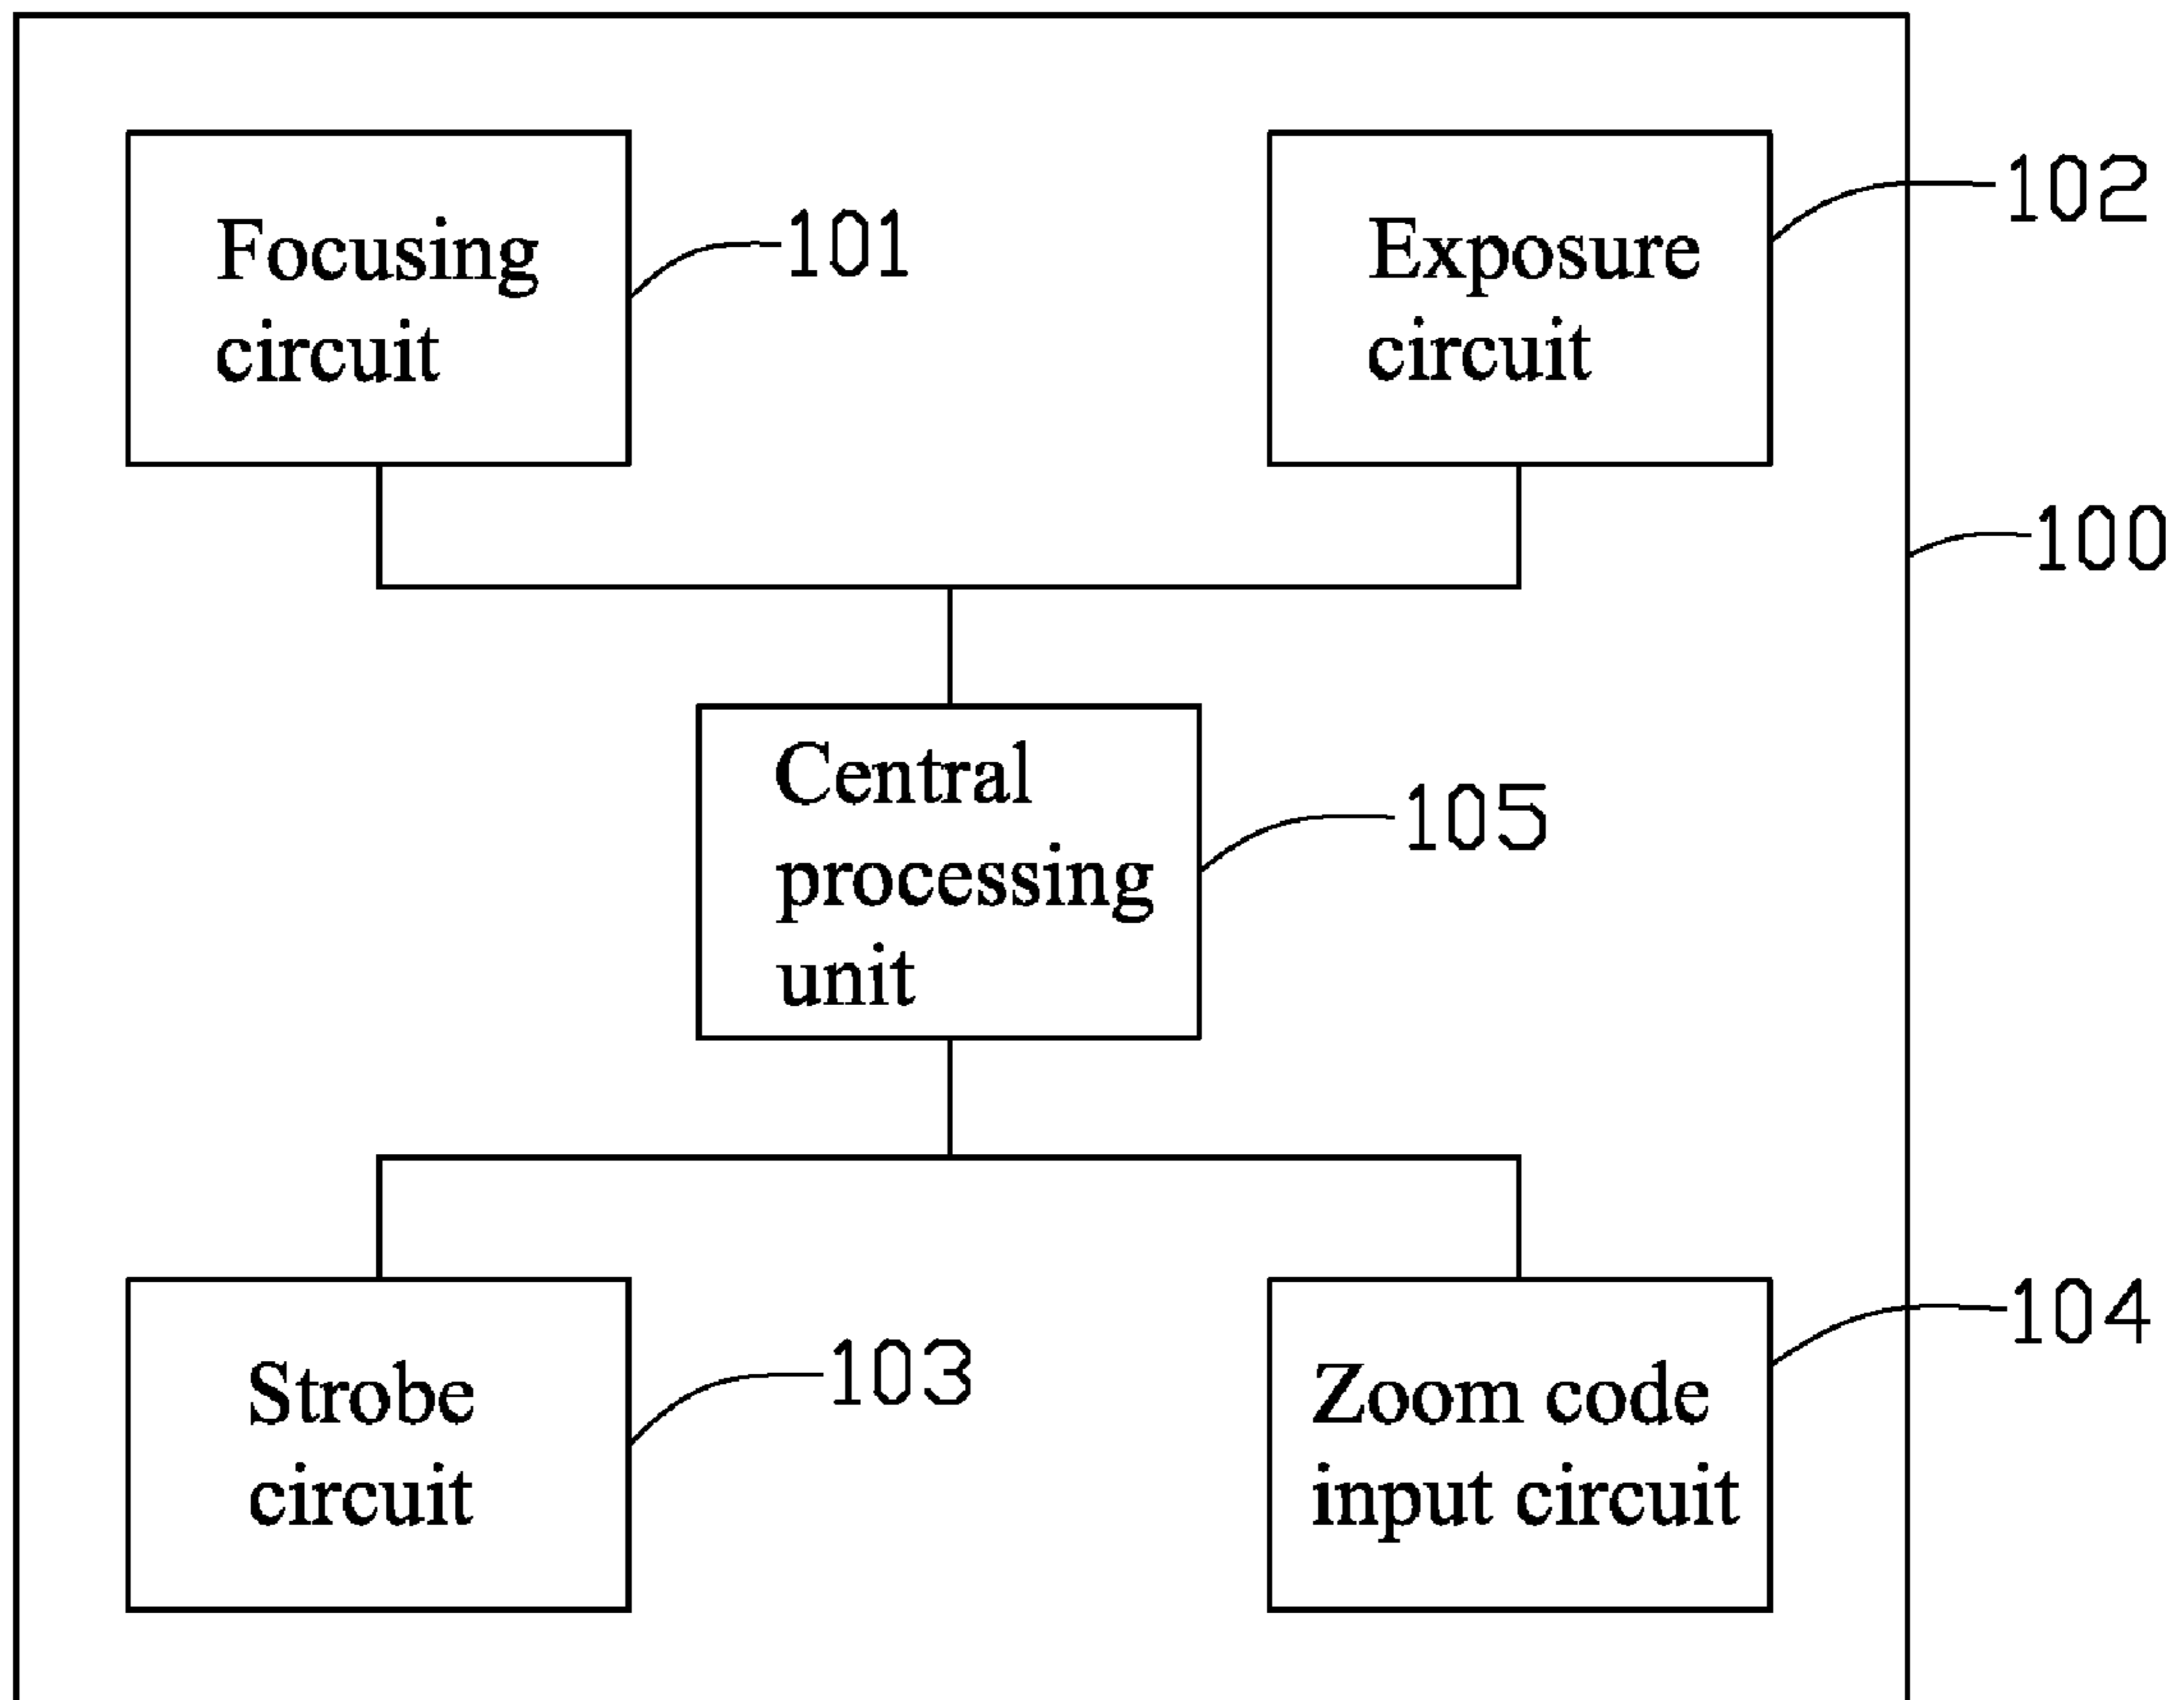 Focusing
circuit
101
Exposure
circuit
102
100
Central
processing
unit
105
Strobe
circuit
103
Zoom code
input circuit
104